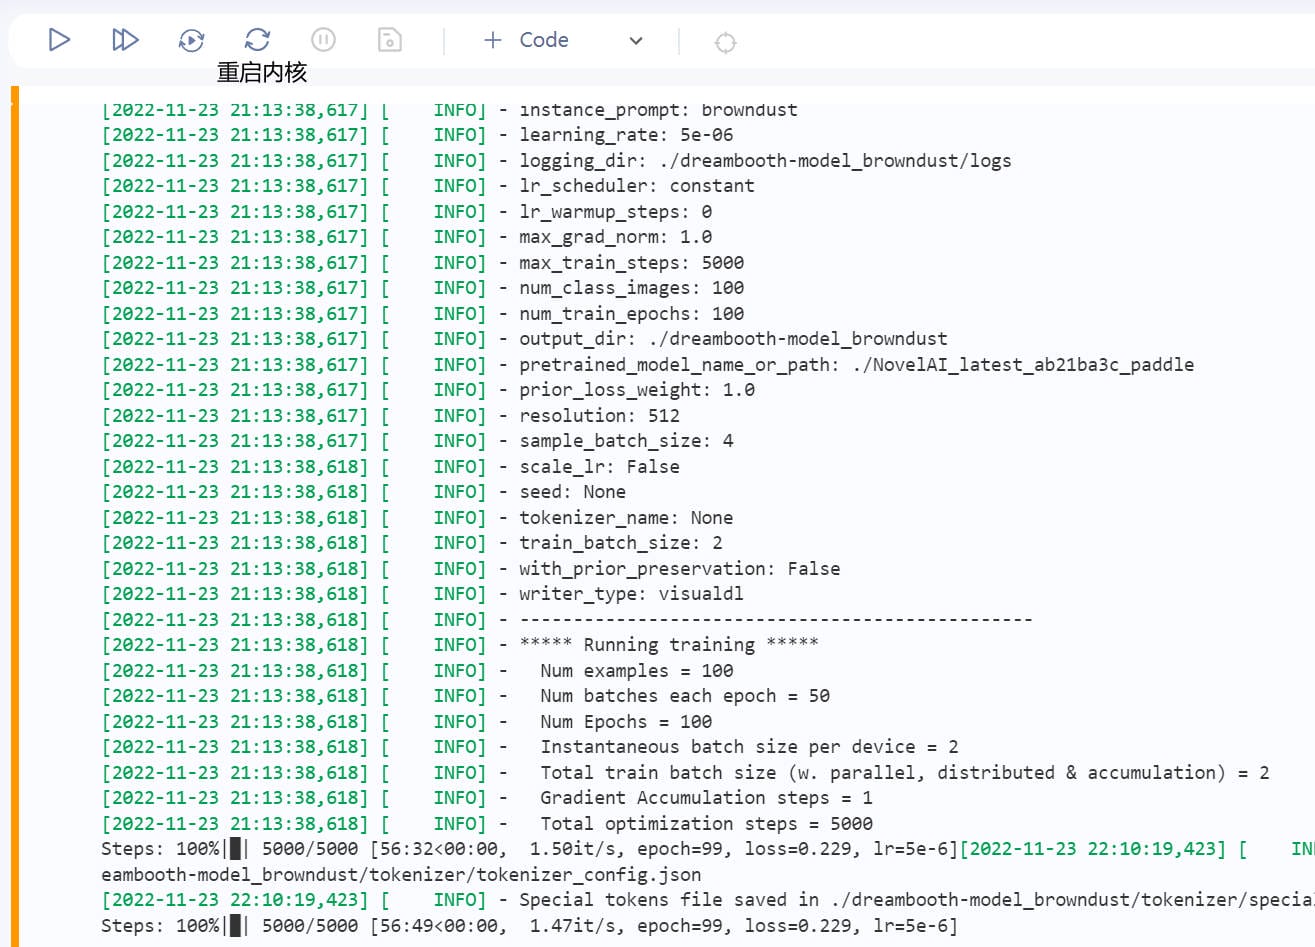 Code
重启内核
[2022-11-23 21:13:38,617] [    INFO] - instance_prompt: browndust
[2022-11-23 21:13:38,617] [    INFO] - learning_rate: 5e-06
[2022-11-23 21:13:38,617] [    INFO] - logging_dir: ./dreambooth-model_browndust/logs
[2022-11-23 21:13:38,617] [    INFO] - lr_scheduler: constant
[2022-11-23 21:13:38,617] [    INFO] - lr_warmup_steps: 0
[2022-11-23 21:13:38,617] [    INFO] - max_grad_norm: 1.0
[2022-11-23 21:13:38,617] [    INFO] - max_train_steps: 5000
[2022-11-23 21:13:38,617] [    INFO] - num_class_images: 100
[2022-11-23 21:13:38,617] [    INFO] - num_train_epochs: 100
[2022-11-23 21:13:38,617] [    INFO] - output_dir: ./dreambooth-model_browndust
[2022-11-23 21:13:38,617] [    INFO] - pretrained_model_name_or_path: ./NovelAI_latest_ab21ba3c_paddle
[2022-11-23 21:13:38,617] [    INFO] - prior_loss_weight: 1.0
[2022-11-23 21:13:38,617] [    INFO] - resolution: 512
[2022-11-23 21:13:38,617] [    INFO] - sample_batch_size: 4
[2022-11-23 21:13:38,618] [    INFO] - scale_lr: False
[2022-11-23 21:13:38,618] [    INFO] - seed: None
[2022-11-23 21:13:38,618] [    INFO] - tokenizer_name: None
[2022-11-23 21:13:38,618] [    INFO] - train_batch_size: 2
[2022-11-23 21:13:38,618] [    INFO] - with_prior_preservation: False
[2022-11-23 21:13:38,618] [    INFO] - writer_type: visualdl
[2022-11-23 21:13:38,618] [    INFO] - ------------------------------------------------
[2022-11-23 21:13:38,618] [    INFO] - ***** Running training *****
[2022-11-23 21:13:38,618] [    INFO] -   Num examples = 100
[2022-11-23 21:13:38,618] [    INFO] -   Num batches each epoch = 50
[2022-11-23 21:13:38,618] [    INFO] -   Num Epochs = 100
[2022-11-23 21:13:38,618] [    INFO] -   Instantaneous batch size per device = 2
[2022-11-23 21:13:38,618] [    INFO] -   Total train batch size (w. parallel, distributed & accumulation) = 2
[2022-11-23 21:13:38,618] [    INFO] -   Gradient Accumulation steps = 1
[2022-11-23 21:13:38,618] [    INFO] -   Total optimization steps = 5000
Steps: 100%|█| 5000/5000 [56:32<00:00,  1.50it/s, epoch=99, loss=0.229, lr=5e-6][2022-11-23 22:10:19,423] [    IN
eambooth-model_browndust/tokenizer/tokenizer_config.json
[2022-11-23 22:10:19,423] [    INFO] - Special tokens file saved in ./dreambooth-model_browndust/tokenizer/special
Steps: 100%|█| 5000/5000 [56:49<00:00,  1.47it/s, epoch=99, loss=0.229, lr=5e-6]